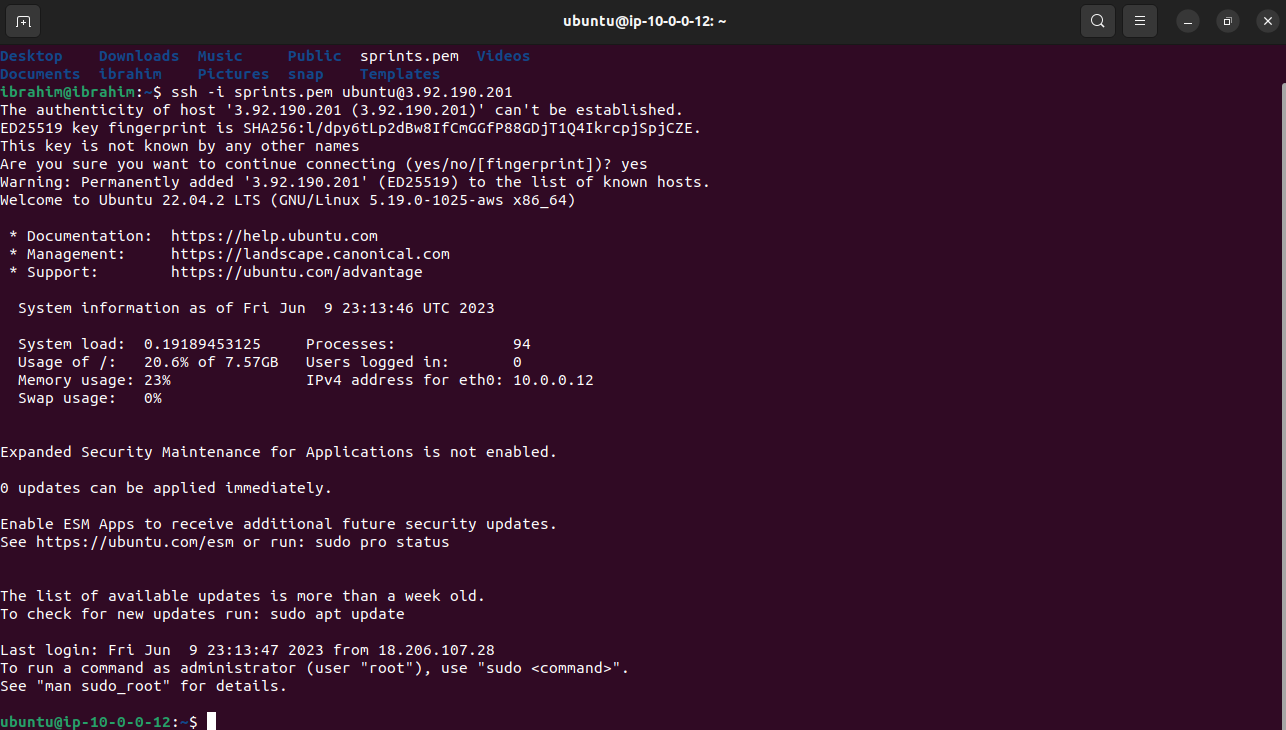 ubuntu@ip-10-0-0-12: ~
Desktop    Downloads  Music     Public  sprints.pem  Videos
Documents  ibrahim    Pictures  snap    Templates
ibrahim@ibrahim:~$ ssh -i sprints.pem ubuntu@3.92.190.201
The authenticity of host '3.92.190.201 (3.92.190.201)' can't be established.
ED25519 key fingerprint is SHA256:l/dpy6tLp2dBw8IfCmGGfP88GDjT1Q4IkrcpjSpjCZE.
This key is not known by any other names
Are you sure you want to continue connecting (yes/no/[fingerprint])? yes
Warning: Permanently added '3.92.190.201' (ED25519) to the list of known hosts.
Welcome to Ubuntu 22.04.2 LTS (GNU/Linux 5.19.0-1025-aws x86_64)

 * Documentation:  https://help.ubuntu.com
 * Management:     https://landscape.canonical.com
 * Support:        https://ubuntu.com/advantage

  System information as of Fri Jun  9 23:13:46 UTC 2023

  System load:  0.19189453125     Processes:             94
  Usage of /:   20.6% of 7.57GB   Users logged in:       0
  Memory usage: 23%               IPv4 address for eth0: 10.0.0.12
  Swap usage:   0%

Expanded Security Maintenance for Applications is not enabled.

0 updates can be applied immediately.

Enable ESM Apps to receive additional future security updates.
See https://ubuntu.com/esm or run: sudo pro status

The list of available updates is more than a week old.
To check for new updates run: sudo apt update

Last login: Fri Jun  9 23:13:47 2023 from 18.206.107.28
To run a command as administrator (user "root"), use "sudo <command>".
See "man sudo_root" for details.

ubuntu@ip-10-0-0-12:~$